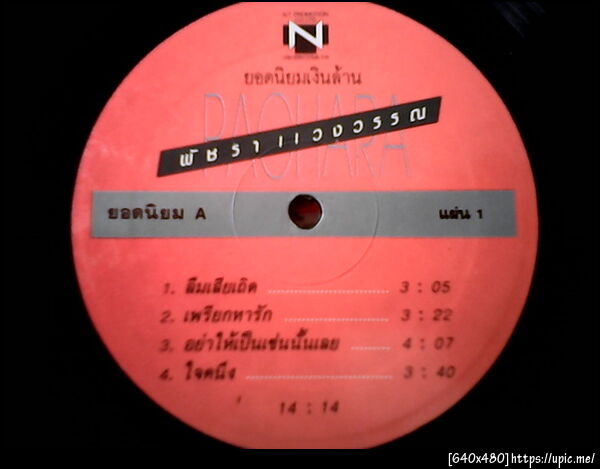 N.T PROMOTION
N
ยอดนิยมเงินล้าน
PACHARA
พัชรา แวงวรรณ
ยอดนิยม A
แผ่น 1
1. ลืมเสียเถิด 3 : 05
2. เพรียกหารัก 3 : 22
3. อย่าให้เป็นเช่นนั้นเลย 4 : 07
4. ใจคนึง 3 : 40
14 : 14
[640x480]https://upic.me/